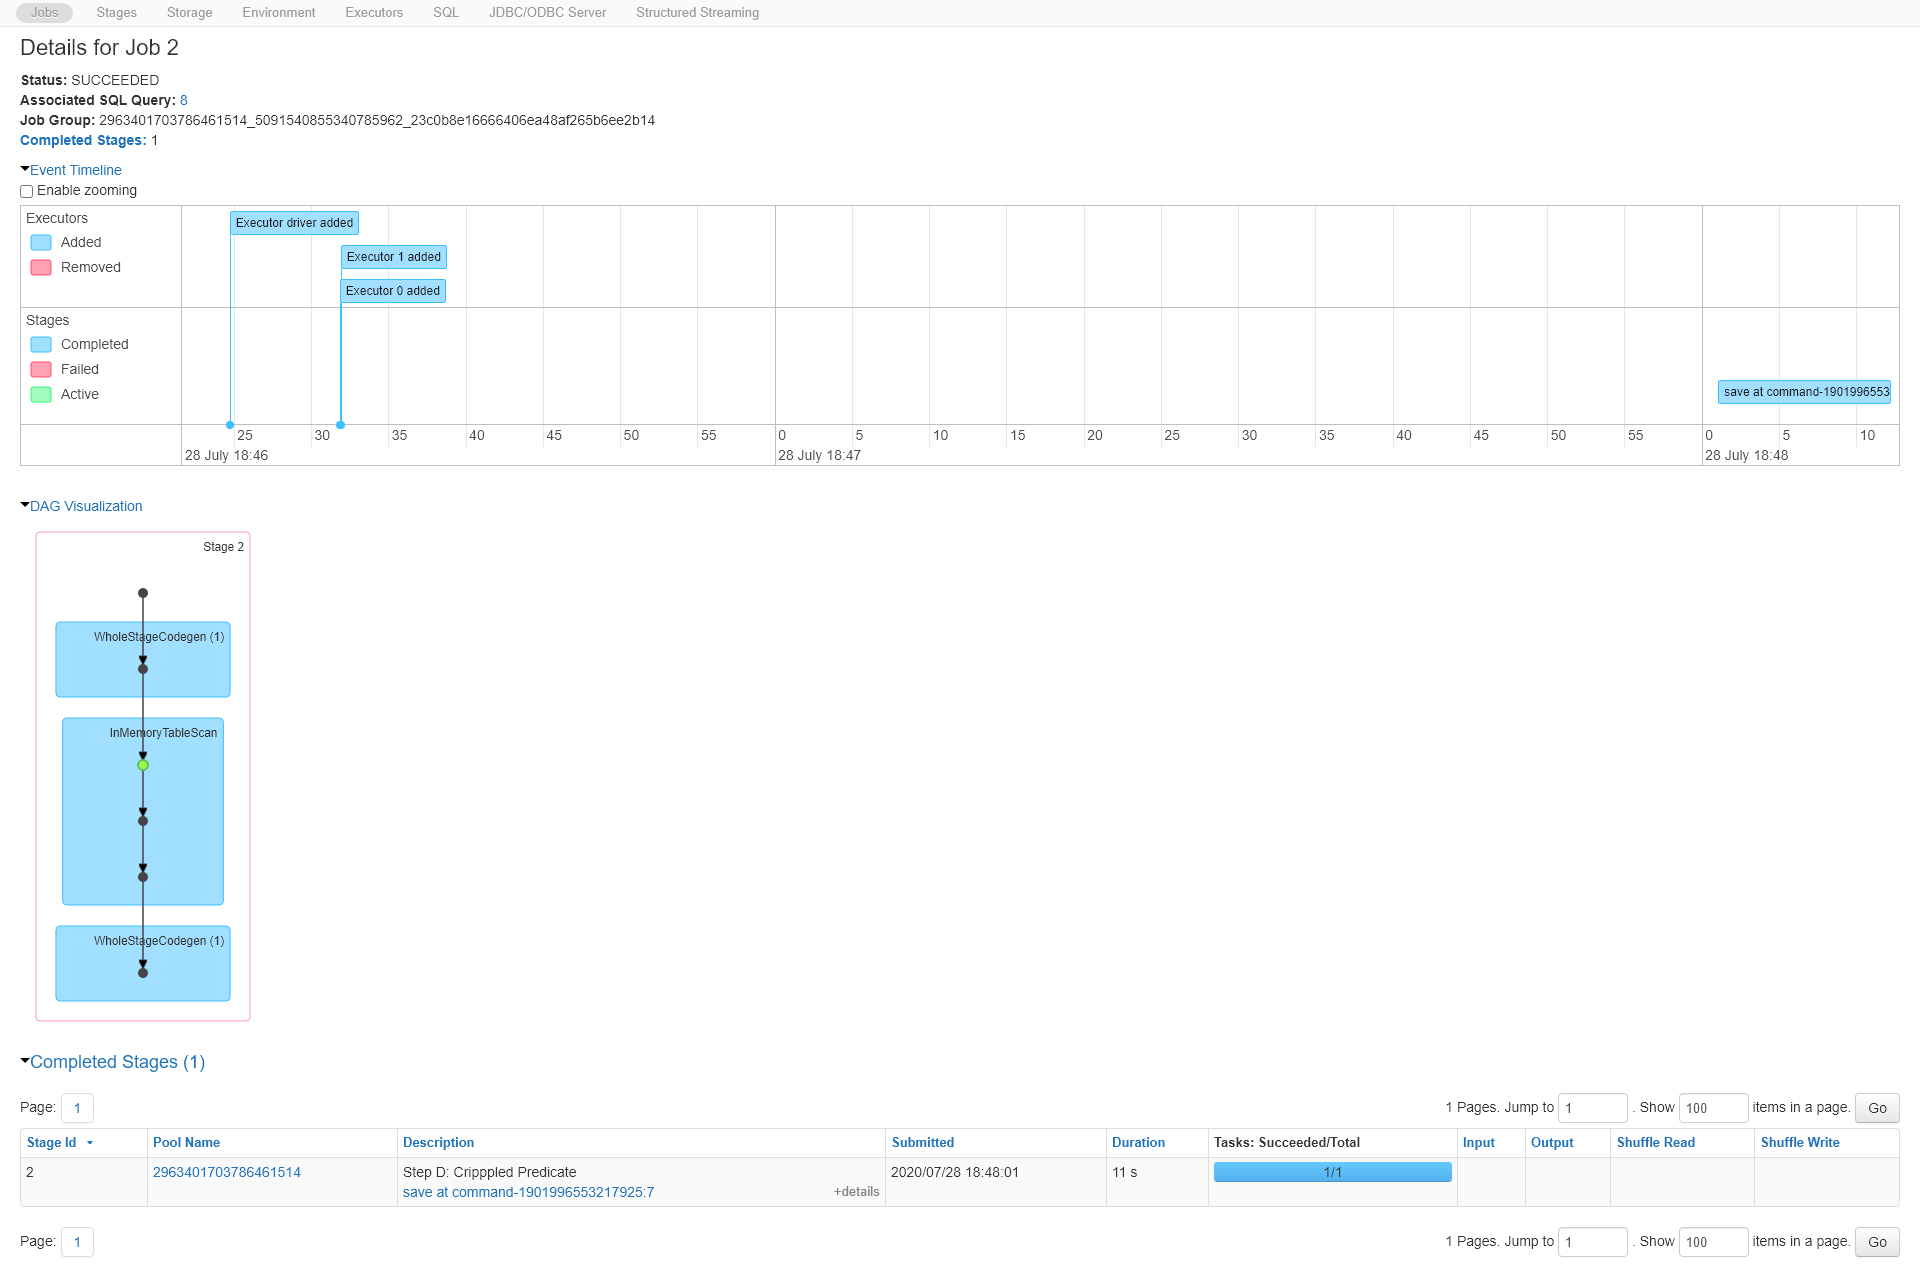 Jobs Stages Storage Environment Executors SQL JDBC/ODBC Server Structured Streaming
Details for Job 2
Status: SUCCEEDED
Associated SQL Query: 8
Job Group: 2963401703786461514_5091540855340785962_23c0b8e16666406ea48af265b6ee2b14
Completed Stages: 1
Event Timeline
Enable zooming
Executors
Added
Removed
Executor driver added
Executor 1 added
Executor 0 added
Stages
Completed
Failed
Active
save at command-1901996553
25 30 35 40 45 50 55 0 5 10 15 20 25 30 35 40 45 50 55 0 5 10
28 July 18:46 28 July 18:47 28 July 18:48
DAG Visualization
Stage 2
WholeStageCodegen (1)
InMemoryTableScan
WholeStageCodegen (1)
Completed Stages (1)
Page: 1 1 Pages. Jump to 1 . Show 100 items in a page. Go
Stage Id Pool Name Description Submitted Duration Tasks: Succeeded/Total Input Output Shuffle Read Shuffle Write
2 2963401703786461514 Step D: Cripppled Predicate 2020/07/28 18:48:01 11 s 1/1
save at command-1901996553217925:7 +details
Page: 1 1 Pages. Jump to 1 . Show 100 items in a page. Go